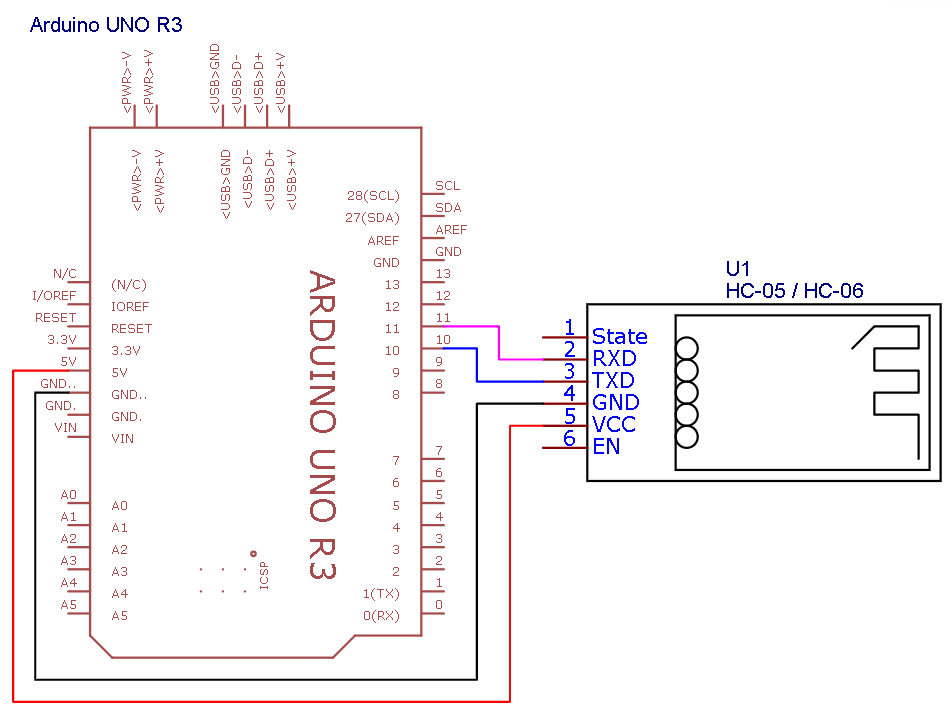 Arduino UNO R3
<PWR>-V
<PWR>+V
<USB>GND
<USB>D-
<USB>D+
<USB>+V
<PWR>-V
<PWR>+V
<USB>GND
<USB>D-
<USB>D+
<USB>+V
28(SCL) SCL
27(SDA) SDA
AREF AREF
GND GND
N/C (N/C)
I/OREF IOREF
RESET RESET
3.3V 3.3V
5V 5V
GND.. GND..
GND. GND.
VIN VIN
13 13
12 12
11 11
10 10
9 9
8 8
ARDUINO UNO R3
7 7
6 6
5 5
4 4
3 3
2 2
1(TX) 1
0(RX) 0
A0 A0
A1 A1
A2 A2
A3 A3
A4 A4
A5 A5
ICSP
U1
HC-05 / HC-06
1 State
2 RXD
3 TXD
4 GND
5 VCC
6 EN